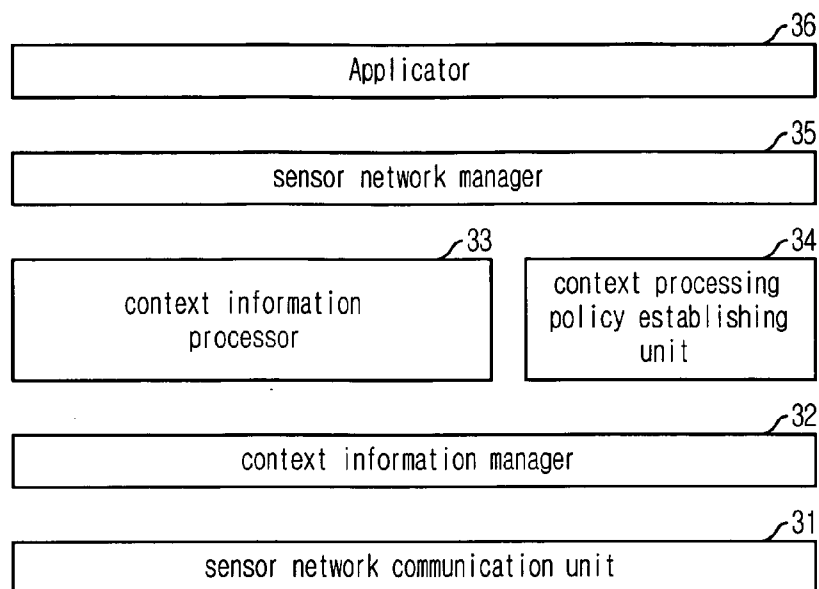 36
Applicator
35
sensor network manager
33
context information
processor
34
context processing
policy establishing
unit
32
context information manager
31
sensor network communication unit